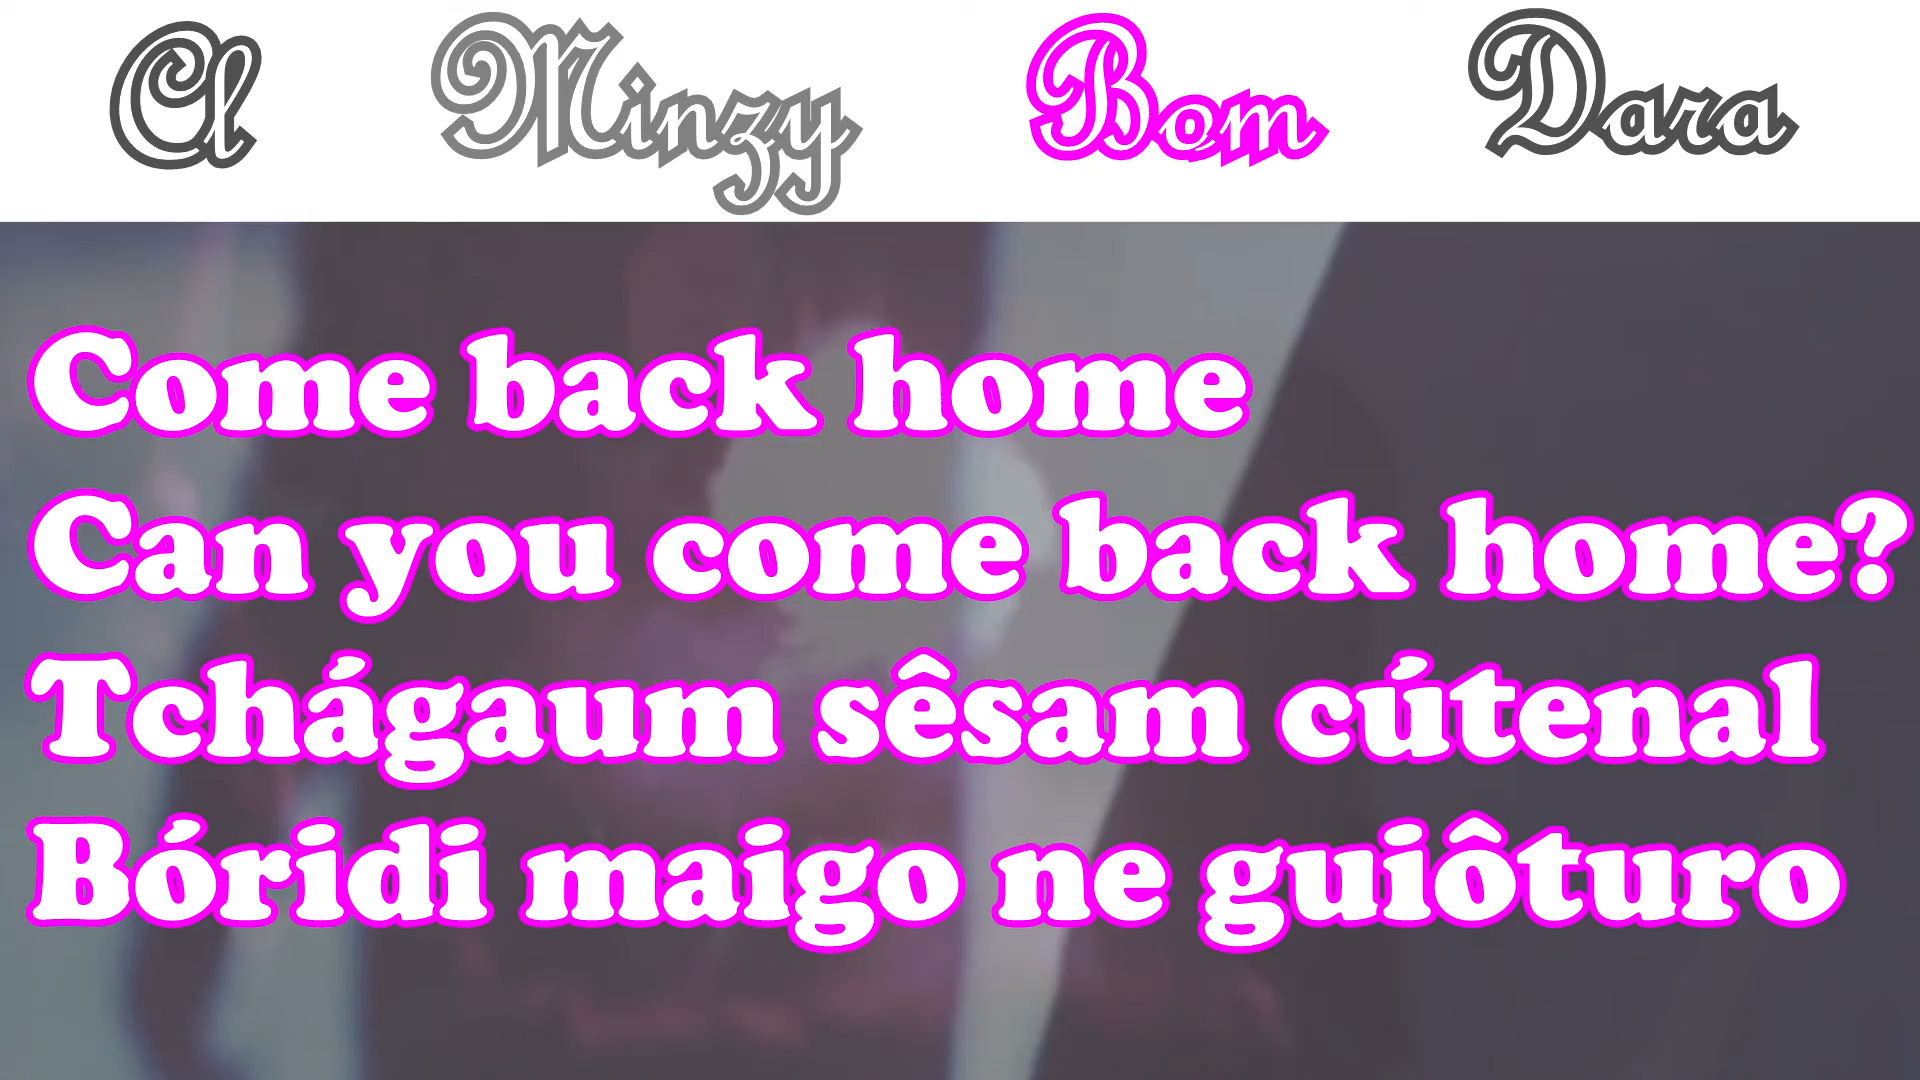 Cl Minzy Bom Dara
Come back home
Can you come back home?
Tchágaum sêsam cútenal
Bóridi maigo ne guiôturo